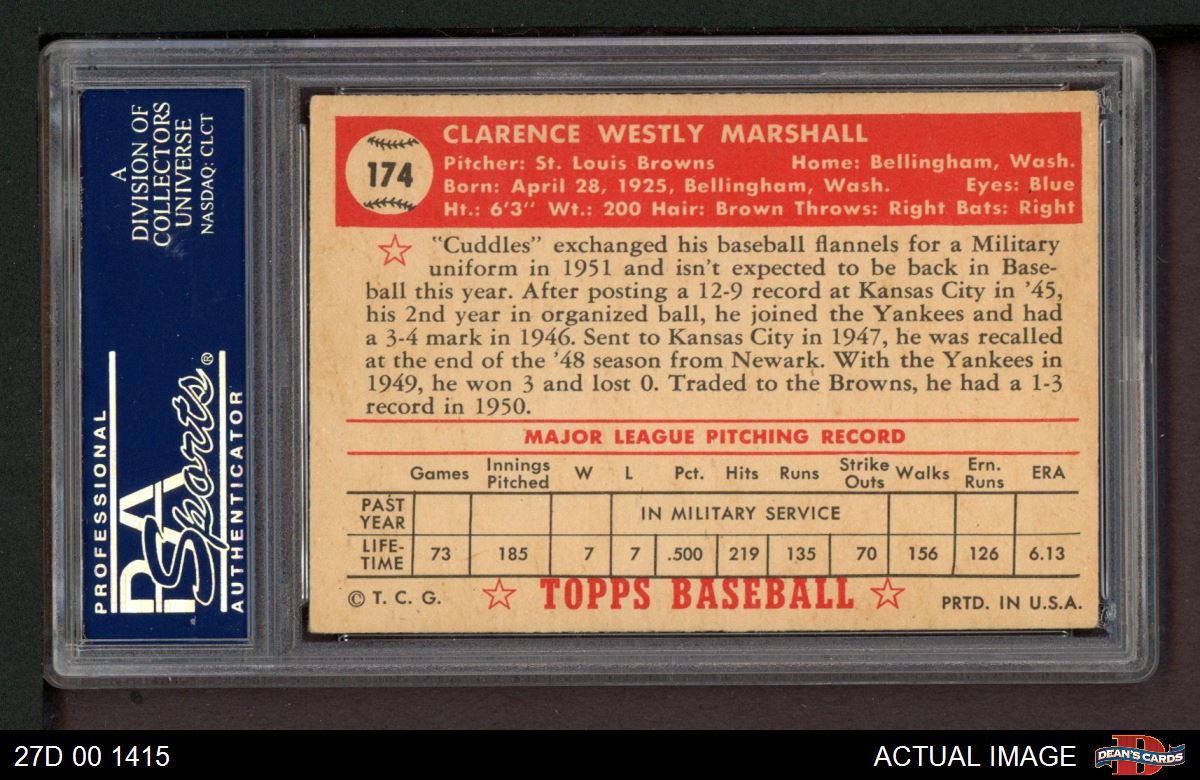 A
DIVISION OF
COLLECTORS
UNIVERSE
NASDAQ: CLCT
PROFESSIONAL
PSA
Sports®
AUTHENTICATOR
174
CLARENCE WESTLY MARSHALL
Pitcher: St. Louis Browns Home: Bellingham, Wash.
Born: April 28, 1925, Bellingham, Wash. Eyes: Blue
Ht.: 6'3" Wt.: 200 Hair: Brown Throws: Right Bats: Right
"Cuddles" exchanged his baseball flannels for a Military
uniform in 1951 and isn't expected to be back in Base-
ball this year. After posting a 12-9 record at Kansas City in '45,
his 2nd year in organized ball, he joined the Yankees and had
a 3-4 mark in 1946. Sent to Kansas City in 1947, he was recalled
at the end of the '48 season from Newark. With the Yankees in
1949, he won 3 and lost 0. Traded to the Browns, he had a 1-3
record in 1950.
MAJOR LEAGUE PITCHING RECORD
Games Innings Pitched W L Pct. Hits Runs Strike Outs Walks Ern. Runs ERA
PAST YEAR IN MILITARY SERVICE
LIFE-TIME 73 185 7 7 .500 219 135 70 156 126 6.13
© T. C. G. TOPPS BASEBALL PRTD. IN U.S.A.
27D 00 1415
ACTUAL IMAGE
D
DEAN'S CARDS